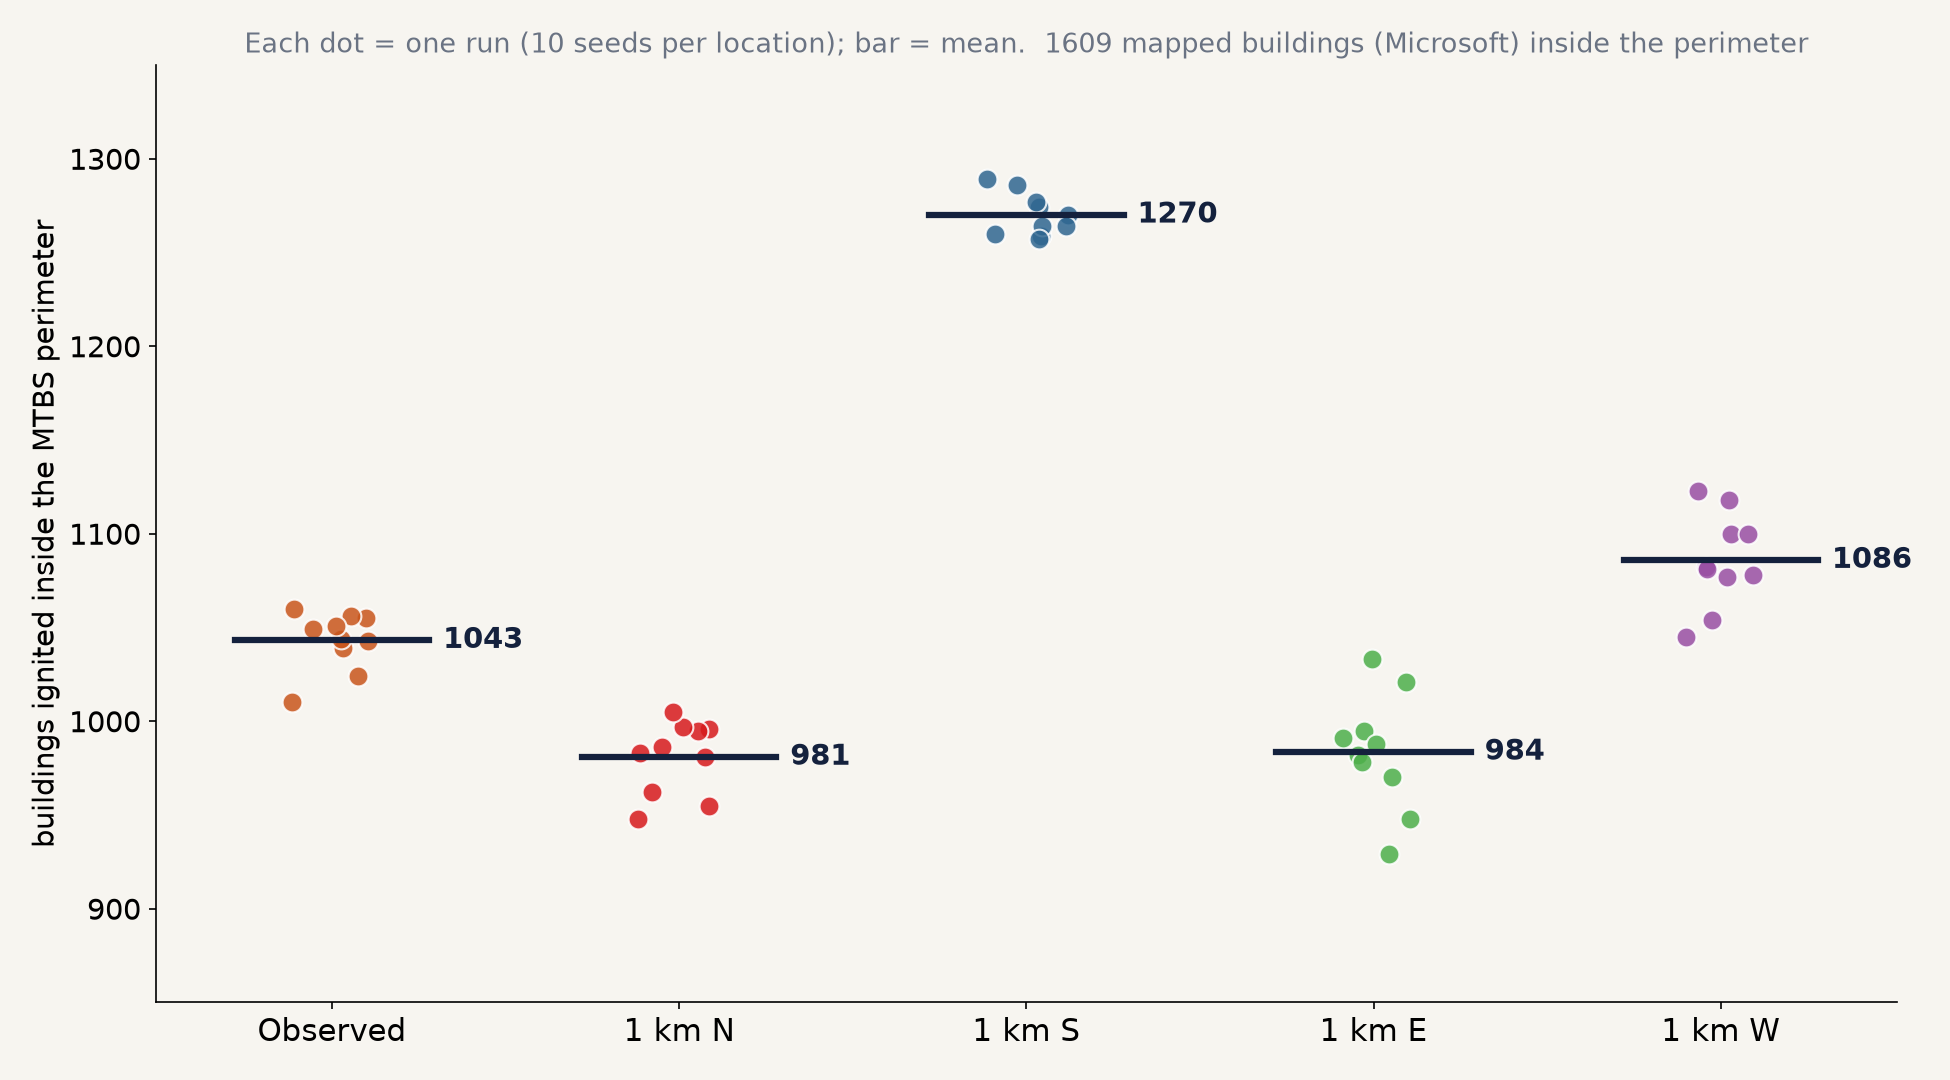 Each dot = one run (10 seeds per location); bar = mean.  1609 mapped buildings (Microsoft) inside the perimeter
buildings ignited inside the MTBS perimeter
1300
1200
1100
1000
900
1043
981
1270
984
1086
Observed
1 km N
1 km S
1 km E
1 km W